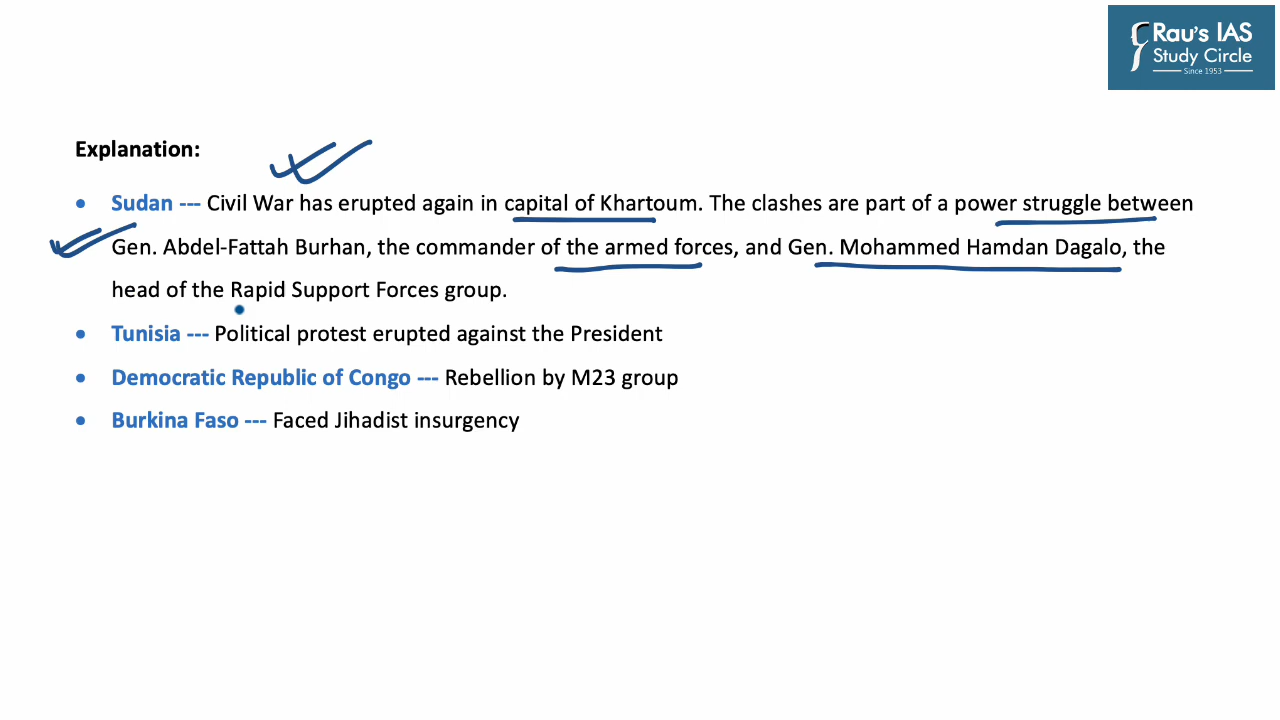 Rau's IAS
Study Circle
Since 1953
Explanation:
• Sudan --- Civil War has erupted again in capital of Khartoum. The clashes are part of a power struggle between
Gen. Abdel-Fattah Burhan, the commander of the armed forces, and Gen. Mohammed Hamdan Dagalo, the
head of the Rapid Support Forces group.
• Tunisia --- Political protest erupted against the President
• Democratic Republic of Congo --- Rebellion by M23 group
• Burkina Faso --- Faced Jihadist insurgency